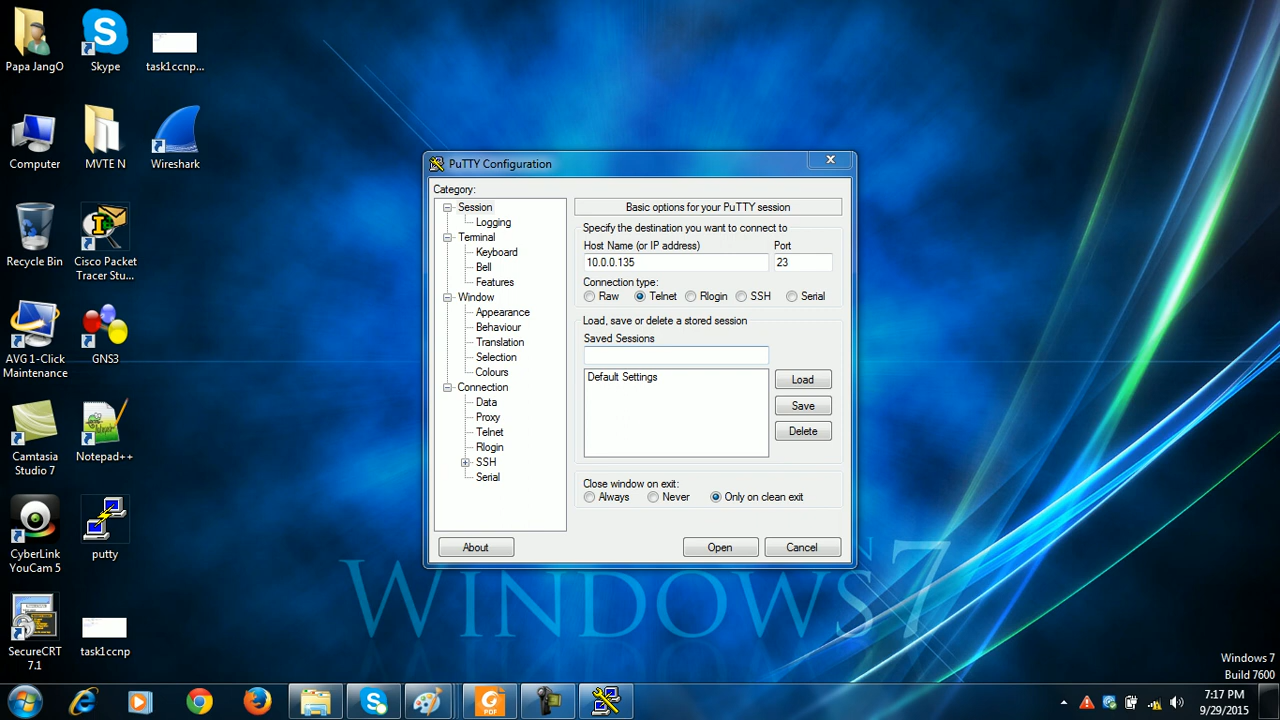 Papa JangO
Skype
task1ccnp...
Computer
MVTE N
Wireshark
Recycle Bin
Cisco Packet
Tracer Stu...
AVG 1-Click
Maintenance
GNS3
Camtasia
Studio 7
Notepad++
CyberLink
YouCam 5
putty
SecureCRT
7.1
task1ccnp
PuTTY Configuration
Category:
Session
Logging
Terminal
Keyboard
Bell
Features
Window
Appearance
Behaviour
Translation
Selection
Colours
Connection
Data
Proxy
Telnet
Rlogin
SSH
Serial
Basic options for your PuTTY session
Specify the destination you want to connect to
Host Name (or IP address) Port
10.0.0.135 23
Connection type:
Raw Telnet Rlogin SSH Serial
Load, save or delete a stored session
Saved Sessions
Default Settings
Load
Save
Delete
Close window on exit:
Always Never Only on clean exit
About Open Cancel
WINDOWS 7
Windows 7
Build 7600
PDF
7:17 PM
9/29/2015